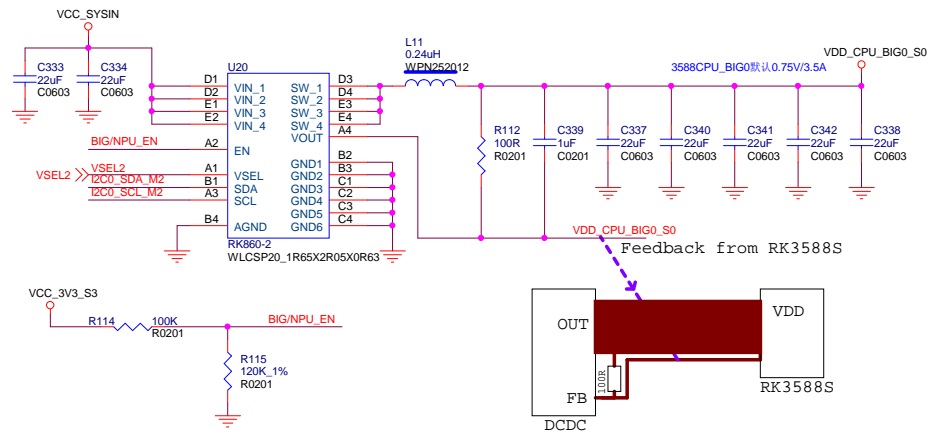 VCC_SYSIN
C333
22uF
C0603
C334
22uF
C0603
U20
D1
D2
E1
E2
VIN_1
VIN_2
VIN_3
VIN_4
BIG/NPU_EN
A2
EN
VSEL2
VSEL2
A1
VSEL
I2C0_SDA_M2
B1
SDA
I2C0_SCL_M2
A3
SCL
B4
AGND
SW_1
SW_2
SW_3
SW_4
VOUT
D3
D4
E3
E4
A4
GND1
GND2
GND3
GND4
GND5
GND6
B2
B3
C1
C2
C3
C4
RK860-2
WLCSP20_1R65X2R05X0R63
L11
0.24uH
WPN252012
3588CPU_BIG0默认0.75V/3.5A
VDD_CPU_BIG0_S0
R112
100R
R0201
C339
1uF
C0201
C337
22uF
C0603
C340
22uF
C0603
C341
22uF
C0603
C342
22uF
C0603
C338
22uF
C0603
VDD_CPU_BIG0_S0
Feedback from RK3588S
VCC_3V3_S3
R114
100K
R0201
BIG/NPU_EN
R115
120K_1%
R0201
OUT
VDD
100R
FB
DCDC
RK3588S